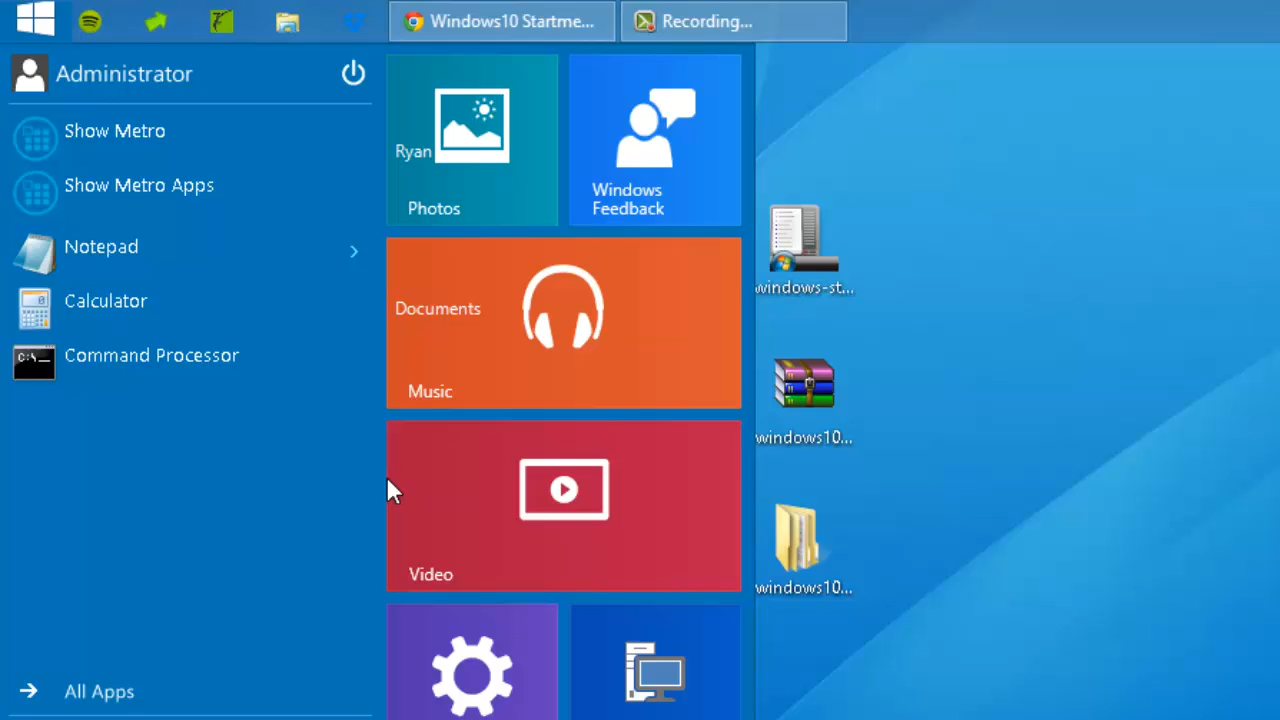 Windows10 Startme...
Recording...
Administrator
Show Metro
Show Metro Apps
Notepad
Calculator
Command Processor
All Apps
Ryan
Photos
Windows
Feedback
Documents
Music
Video
windows-st...
windows10...
windows10...